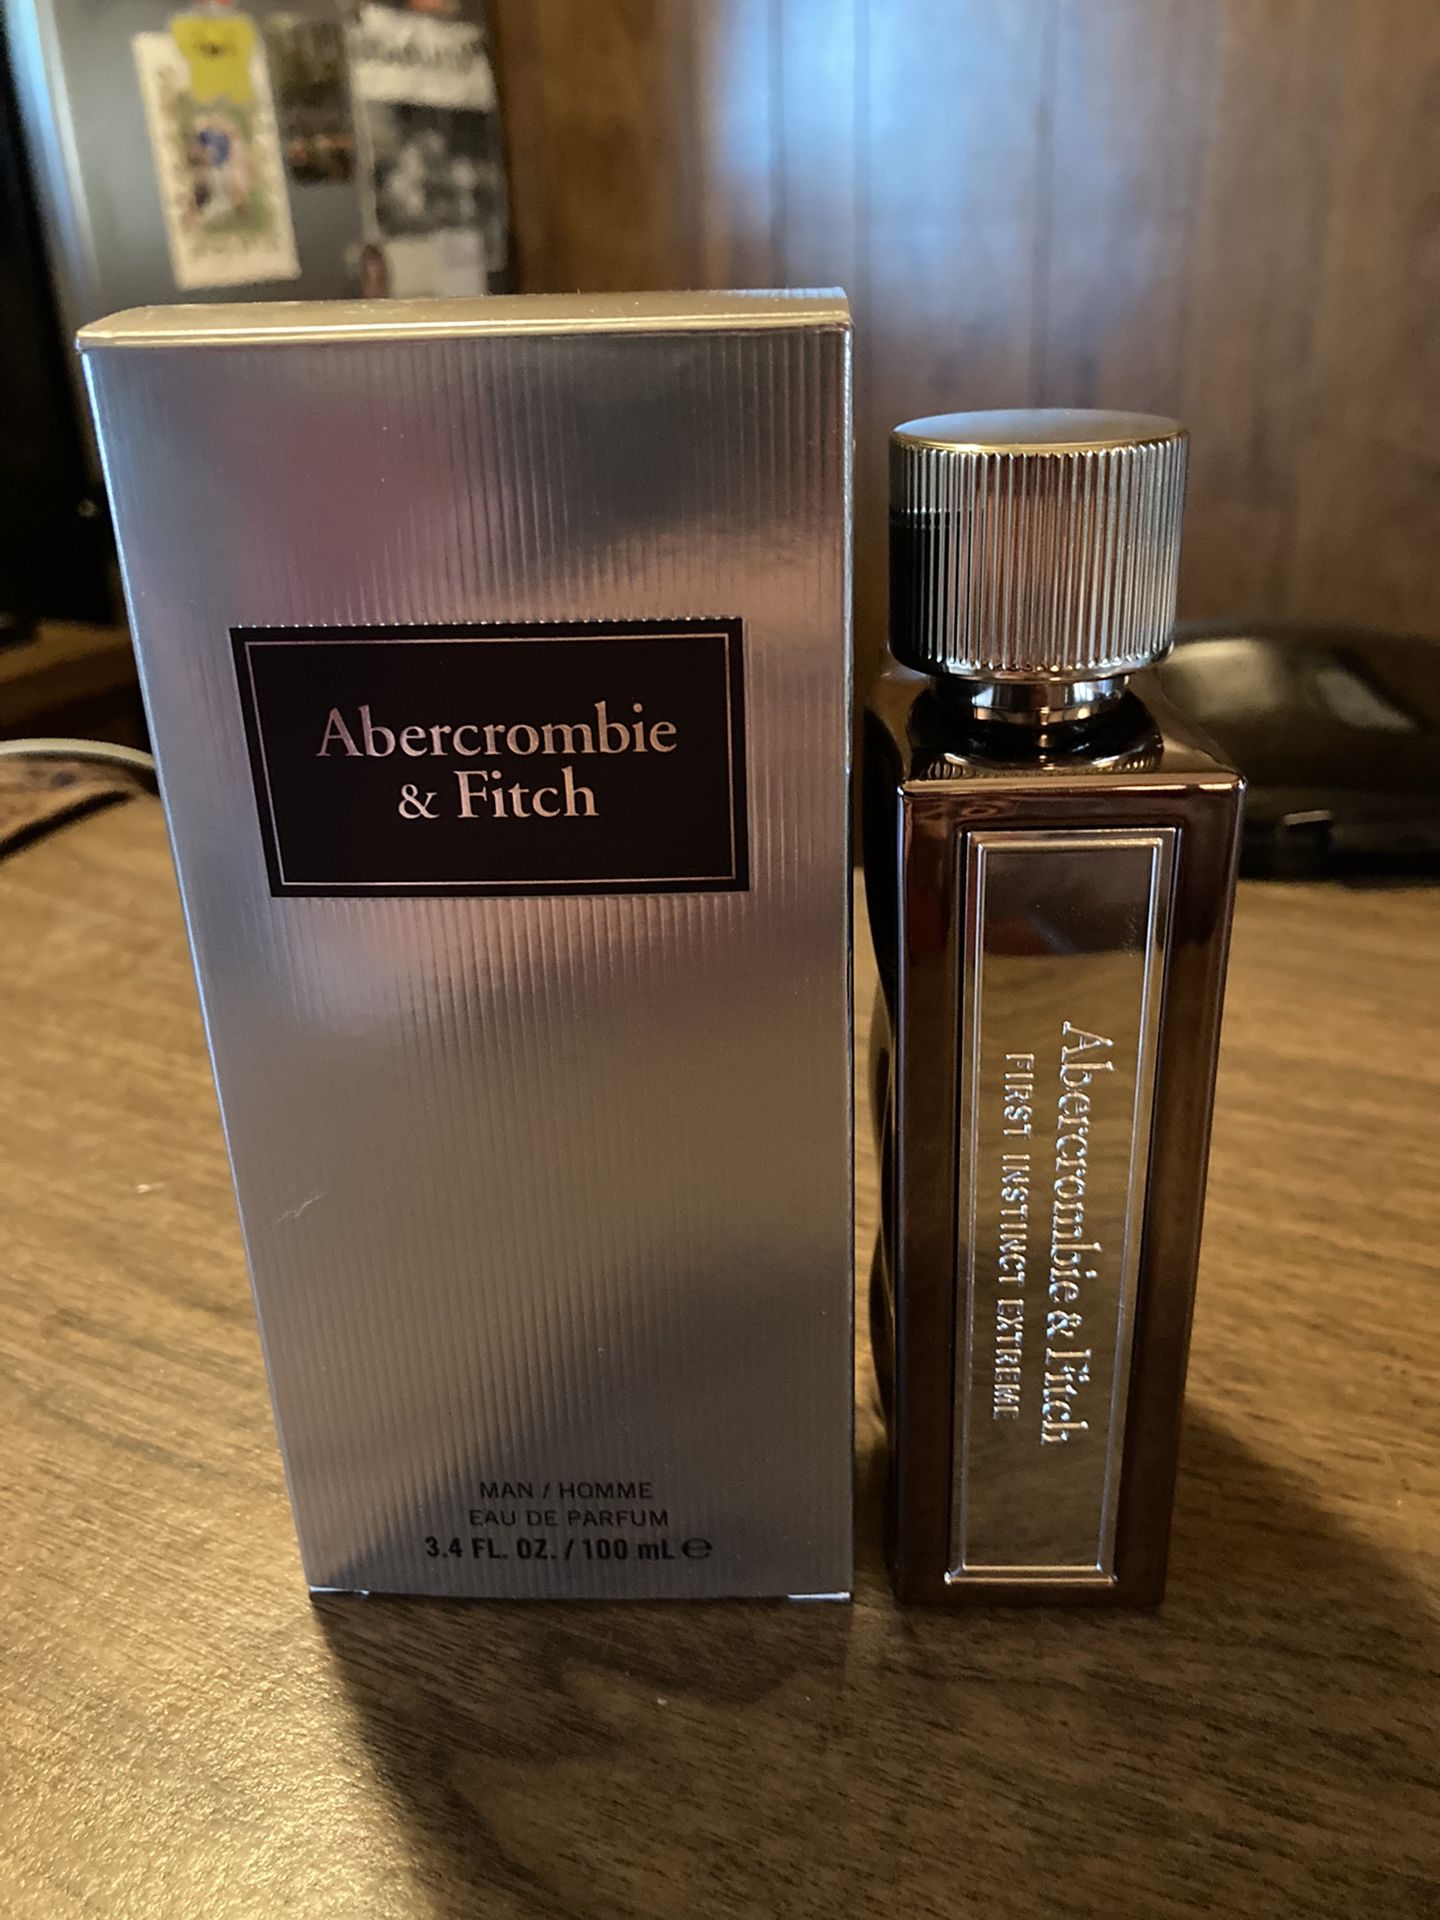 Abercrombie
& Fitch
MAN / HOMME
EAU DE PARFUM
3.4 FL. OZ. / 100 mL ℮
Abercrombie & Fitch
FIRST INSTINCT EXTREME